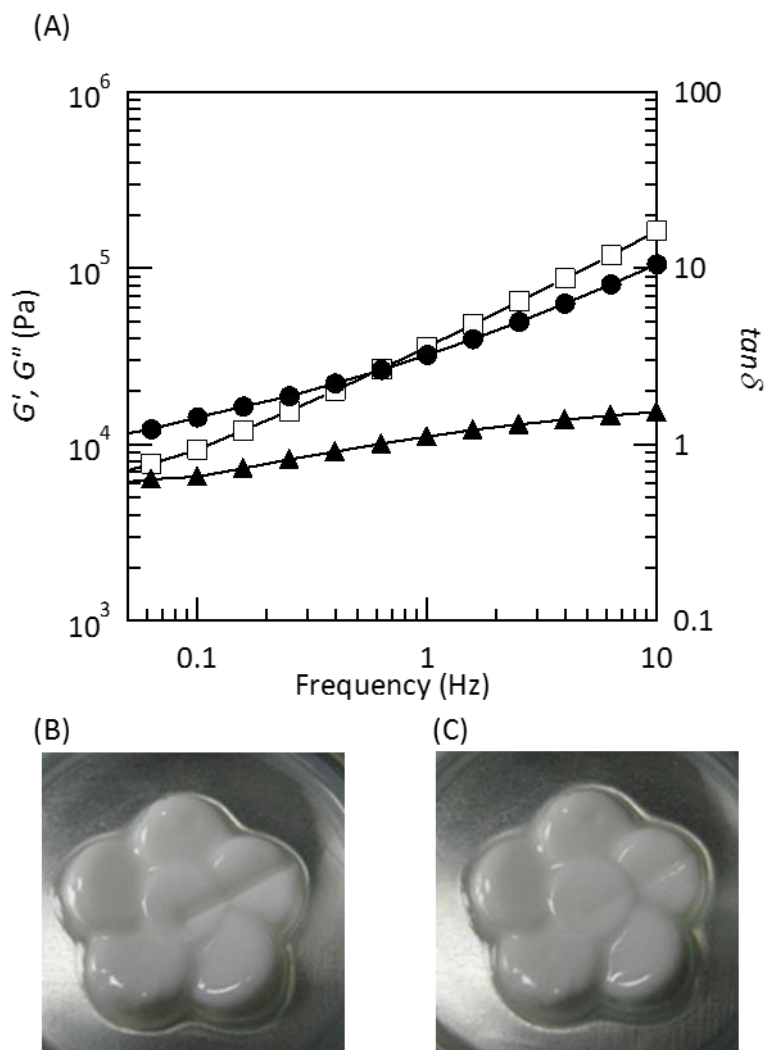 (A)
10⁶
10⁵
10⁴
10³
G', G" (Pa)
100
10
1
0.1
tanδ
0.1 1 10
Frequency (Hz)
(B) (C)